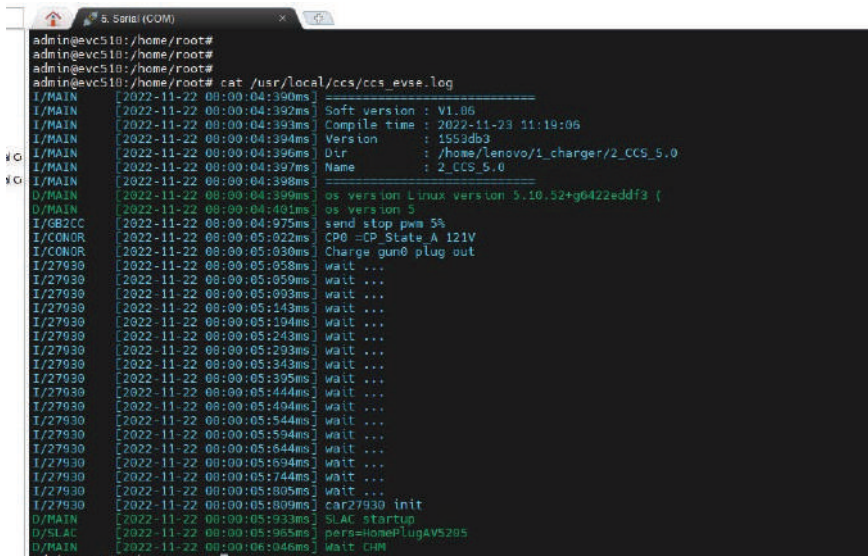 5. Serial (COM)
admin@evc510:/home/root#
admin@evc510:/home/root#
admin@evc510:/home/root#
admin@evc510:/home/root# cat /usr/local/ccs/ccs_evse.log
I/MAIN [2022-11-22 08:00:04:390ms] ==============================
I/MAIN [2022-11-22 08:00:04:392ms] Soft version : V1.06
I/MAIN [2022-11-22 08:00:04:393ms] Compile time : 2022-11-23 11:19:06
I/MAIN [2022-11-22 08:00:04:394ms] Version : 1553db3
I/MAIN [2022-11-22 08:00:04:396ms] Dir : /home/lenovo/1_charger/2_CCS_5.0
I/MAIN [2022-11-22 08:00:04:397ms] Name : 2_CCS_5.0
I/MAIN [2022-11-22 08:00:04:398ms] ==============================
D/MAIN [2022-11-22 08:00:04:399ms] os version Linux version 5.10.52+g6422eddf3 (
D/MAIN [2022-11-22 08:00:04:401ms] os version 5
I/GB2CC [2022-11-22 08:00:04:975ms] send stop pwm 5%
I/CONOR [2022-11-22 08:00:05:022ms] CP0 =CP_State_A 121V
I/CONOR [2022-11-22 08:00:05:030ms] Charge gun0 plug out
I/27930 [2022-11-22 08:00:05:058ms] wait ...
I/27930 [2022-11-22 08:00:05:059ms] wait ...
I/27930 [2022-11-22 08:00:05:093ms] wait ...
I/27930 [2022-11-22 08:00:05:143ms] wait ...
I/27930 [2022-11-22 08:00:05:194ms] wait ...
I/27930 [2022-11-22 08:00:05:243ms] wait ...
I/27930 [2022-11-22 08:00:05:293ms] wait ...
I/27930 [2022-11-22 08:00:05:343ms] wait ...
I/27930 [2022-11-22 08:00:05:395ms] wait ...
I/27930 [2022-11-22 08:00:05:444ms] wait ...
I/27930 [2022-11-22 08:00:05:494ms] wait ...
I/27930 [2022-11-22 08:00:05:544ms] wait ...
I/27930 [2022-11-22 08:00:05:594ms] wait ...
I/27930 [2022-11-22 08:00:05:644ms] wait ...
I/27930 [2022-11-22 08:00:05:694ms] wait ...
I/27930 [2022-11-22 08:00:05:744ms] wait ...
I/27930 [2022-11-22 08:00:05:805ms] wait ...
I/27930 [2022-11-22 08:00:05:809ms] car27930 init
D/MAIN [2022-11-22 08:00:05:933ms] SLAC startup
D/SLAC [2022-11-22 08:00:05:965ms] pers=HomePlugAV5205
D/MAIN [2022-11-22 08:00:06:046ms] Wait CHM